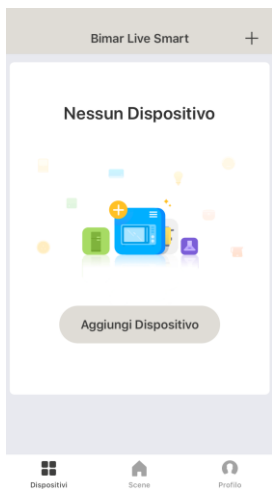 Bimar Live Smart +
Nessun Dispositivo
Aggiungi Dispositivo
Dispositivi Scene Profilo